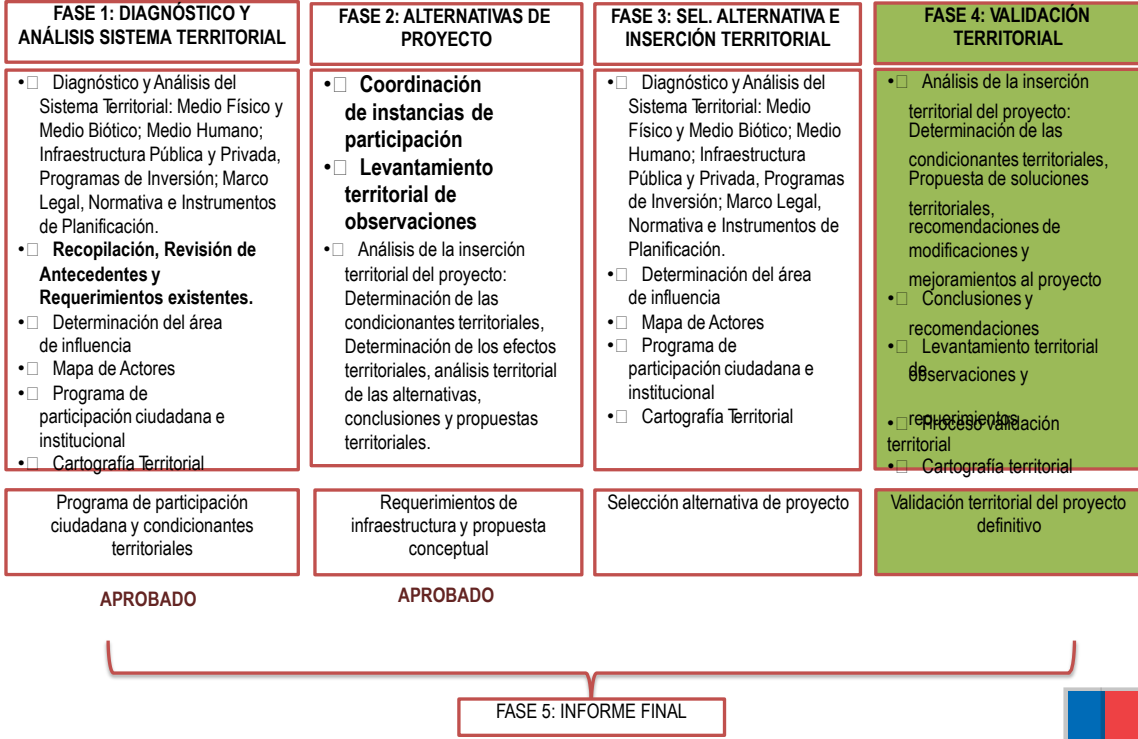 FASE 1: DIAGNÓSTICO Y
ANÁLISIS SISTEMA TERRITORIAL
•□ Diagnóstico y Análisis del
Sistema Territorial: Medio Físico y
Medio Biótico; Medio Humano;
Infraestructura Pública y Privada,
Programas de Inversión; Marco
Legal, Normativa e Instrumentos
de Planificación.
•□ Recopilación, Revisión de
Antecedentes y
Requerimientos existentes.
•□ Determinación del área
de influencia
•□ Mapa de Actores
•□ Programa de
participación ciudadana e
institucional
•□ Cartografía Territorial
Programa de participación
ciudadana y condicionantes
territoriales
APROBADO
FASE 2: ALTERNATIVAS DE
PROYECTO
•□ Coordinación
de instancias de
participación
•□ Levantamiento
territorial de
observaciones
•□ Análisis de la inserción
territorial del proyecto:
Determinación de las
condicionantes territoriales,
Determinación de los efectos
territoriales, análisis territorial
de las alternativas,
conclusiones y propuestas
territoriales.
Requerimientos de
infraestructura y propuesta
conceptual
APROBADO
FASE 3: SEL. ALTERNATIVA E
INSERCIÓN TERRITORIAL
•□ Diagnóstico y Análisis del
Sistema Territorial: Medio
Físico y Medio Biótico; Medio
Humano; Infraestructura
Pública y Privada, Programas
de Inversión; Marco Legal,
Normativa e Instrumentos de
Planificación.
•□ Determinación del área
de influencia
•□ Mapa de Actores
•□ Programa de
participación ciudadana e
institucional
•□ Cartografía Territorial
Selección alternativa de proyecto
FASE 4: VALIDACIÓN
TERRITORIAL
•□ Análisis de la inserción
territorial del proyecto:
Determinación de las
condicionantes territoriales,
Propuesta de soluciones
territoriales,
recomendaciones de
modificaciones y
mejoramientos al proyecto
•□ Conclusiones y
recomendaciones
•□ Levantamiento territorial
de
observaciones y
requerimientos
•□ Proceso validación
territorial
•□ Cartografía territorial
Validación territorial del proyecto
definitivo
FASE 5: INFORME FINAL